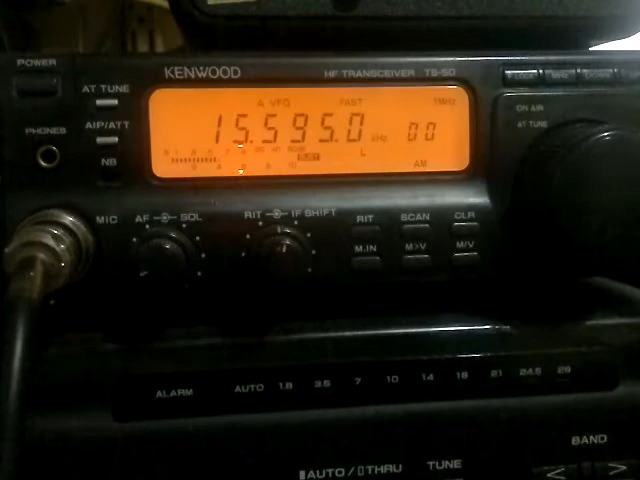 POWER
KENWOOD
HF TRANSCEIVER TS-50
AT TUNE
A VFO FAST 1MHz
ON AIR
AIP/ATT
AT TUNE
PHONES
15.595.0 kHz 00
NB
BUSY L
AM
MIC AF SQL RIT IF SHIFT RIT SCAN CLR
M.IN M>V M/V
ALARM AUTO 1.8 3.5 7 10 14 18 21 24.5 29
BAND
AUTO / THRU TUNE